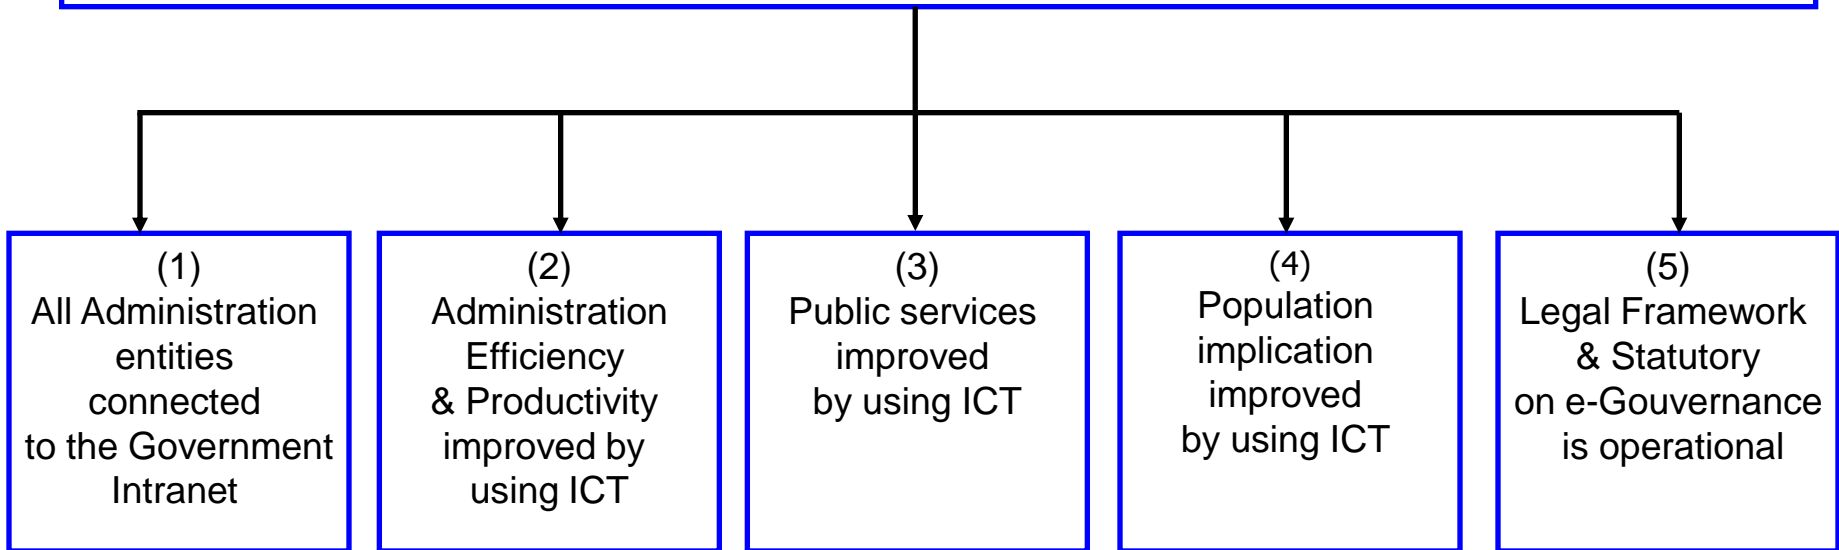 (1)
All Administration
entities
connected
to the Government
Intranet
(2)
Administration
Efficiency
& Productivity
improved by
using ICT
(3)
Public services
improved
by using ICT
(4)
Population
implication
improved
by using ICT
(5)
Legal Framework
& Statutory
on e-Gouvernance
is operational